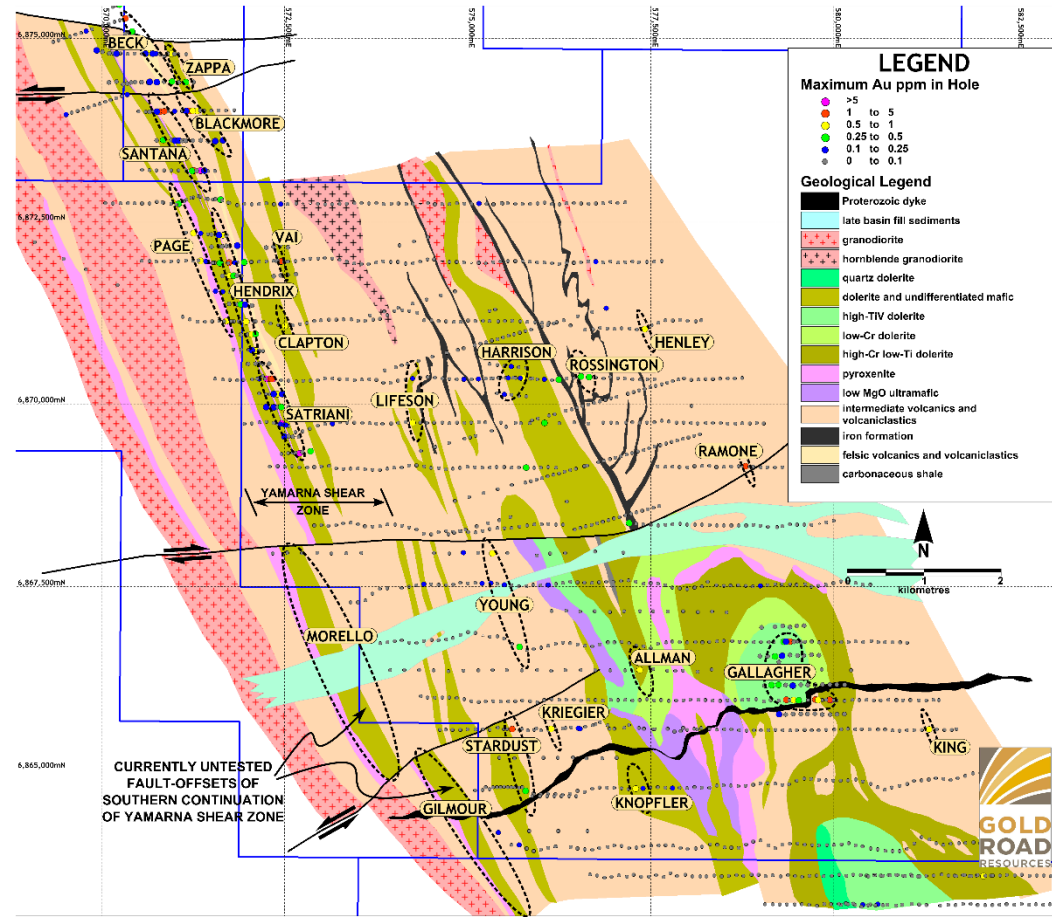 570,000mE
572,500mE
575,000mE
577,500mE
580,000mE
582,500mE
6,875,000mN
6,872,500mN
6,870,000mN
6,867,500mN
6,865,000mN
BECK
ZAPPA
BLACKMORE
SANTANA
PAGE
VAI
HENDRIX
CLAPTON
HARRISON
ROSSINGTON
HENLEY
LIFESON
SATRIANI
RAMONE
YAMARNA SHEAR
ZONE
YOUNG
MORELLO
ALLMAN
GALLAGHER
KRIEGIER
STARDUST
KING
GILMOUR
KNOPFLER
CURRENTLY UNTESTED
FAULT-OFFSETS OF
SOUTHERN CONTINUATION
OF YAMARNA SHEAR ZONE
LEGEND
Maximum Au ppm in Hole
>5
1 to 5
0.5 to 1
0.25 to 0.5
0.1 to 0.25
0 to 0.1
Geological Legend
Proterozoic dyke
late basin fill sediments
granodiorite
hornblende granodiorite
quartz dolerite
dolerite and undifferentiated mafic
high-TiV dolerite
low-Cr dolerite
high-Cr low-Ti dolerite
pyroxenite
low MgO ultramafic
intermediate volcanics and
volcaniclastics
iron formation
felsic volcanics and volcaniclastics
carbonaceous shale
N
0 1 2
kilometres
GOLD
ROAD
RESOURCES